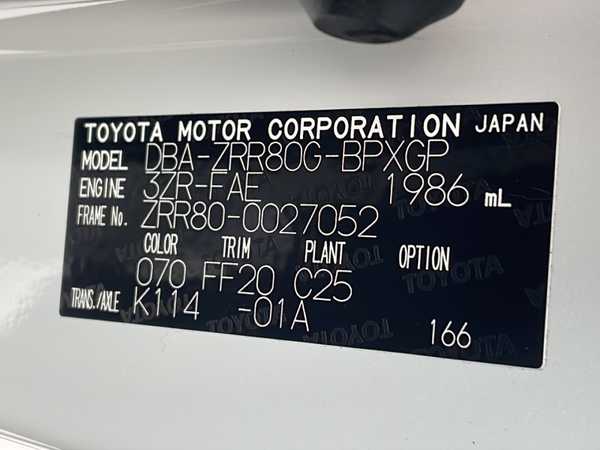 TOYOTA MOTOR CORPORATION JAPAN
MODEL DBA-ZRR80G-BPXGP
ENGINE 3ZR-FAE 1986 mL
FRAME No. ZRR80-0027052
COLOR TRIM PLANT OPTION
070 FF20 C25
TRANS./AXLE K114 -01A
166